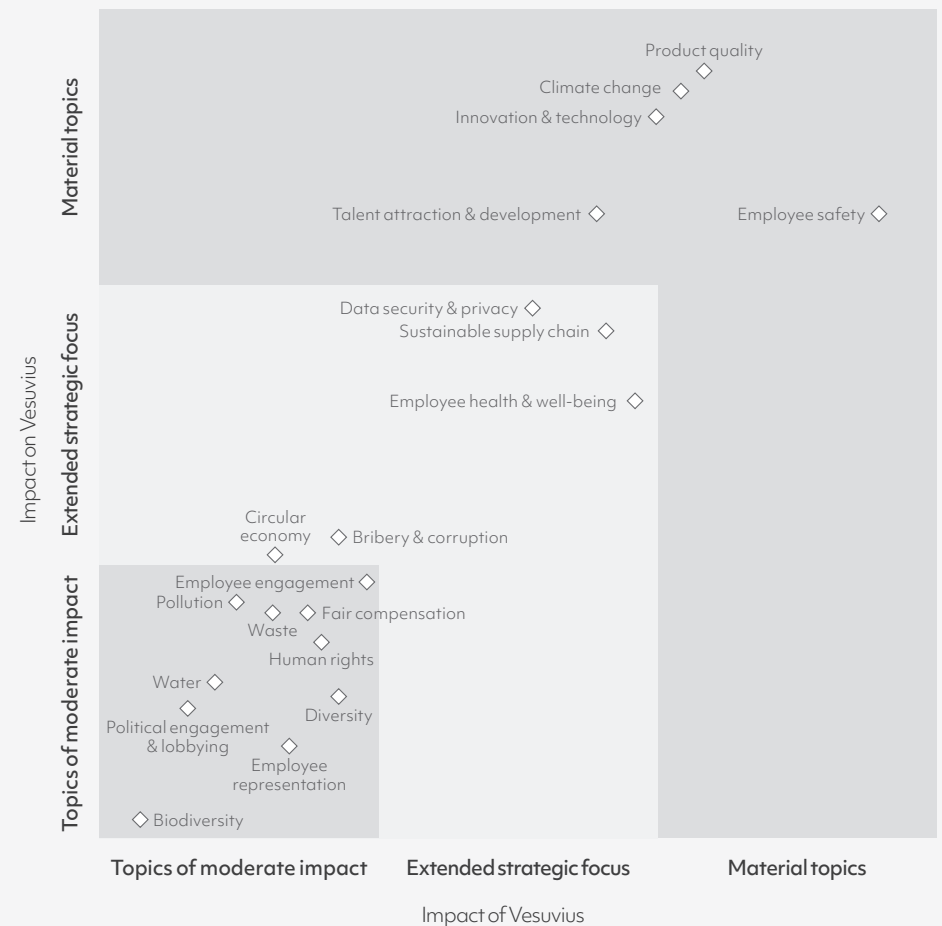 Product quality
Climate change
Innovation & technology
Talent attraction & development
Employee safety
Material topics
Data security & privacy
Sustainable supply chain
Employee health & well-being
Circular
economy
Bribery & corruption
Extended strategic focus
Impact on Vesuvius
Employee engagement
Pollution
Fair compensation
Waste
Human rights
Water
Diversity
Political engagement
& lobbying
Employee
representation
Biodiversity
Topics of moderate impact
Topics of moderate impact
Extended strategic focus
Material topics
Impact of Vesuvius